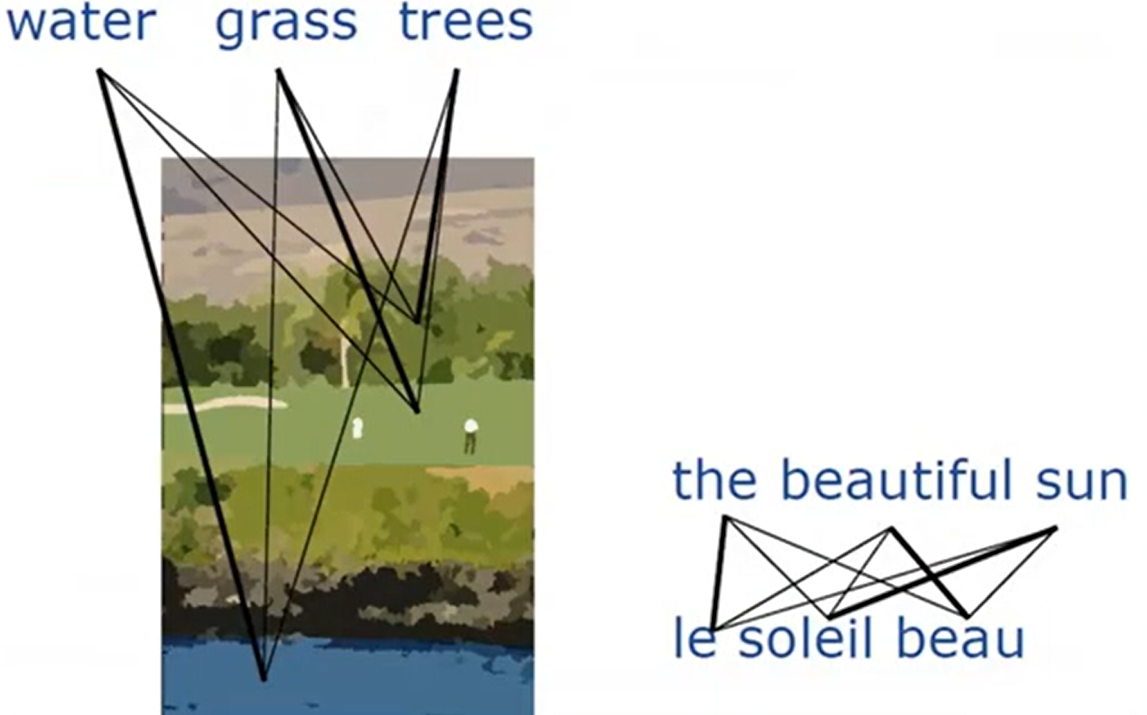 water grass trees
the beautiful sun
le soleil beau